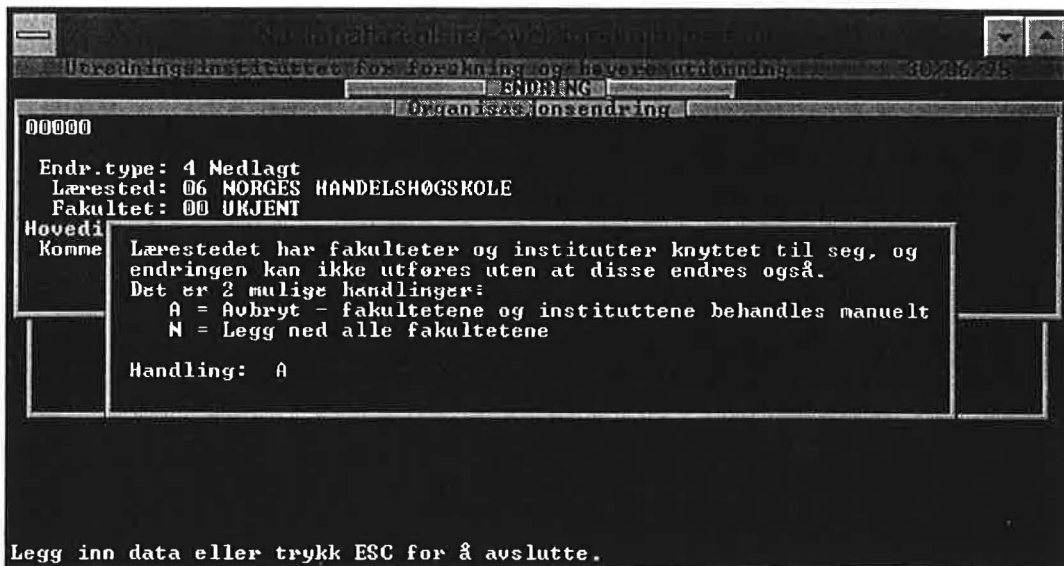 Utredningsinstituttet for forskning og høyere utdanning 30/06/95
ENDRING
Organisasjonsendring
00000
Endr.type: 4 Nedlagt
Lærested: 06 NORGES HANDELSHØGSKOLE
Fakultet: 00 UKJENT
Hovedi
Komme
Lærestedet har fakulteter og institutter knyttet til seg, og
endringen kan ikke utføres uten at disse endres også.
Det er 2 mulige handlinger:
A = Avbryt - fakultetene og instituttene behandles manuelt
N = Legg ned alle fakultetene
Handling: A
Legg inn data eller trykk ESC for å avslutte.